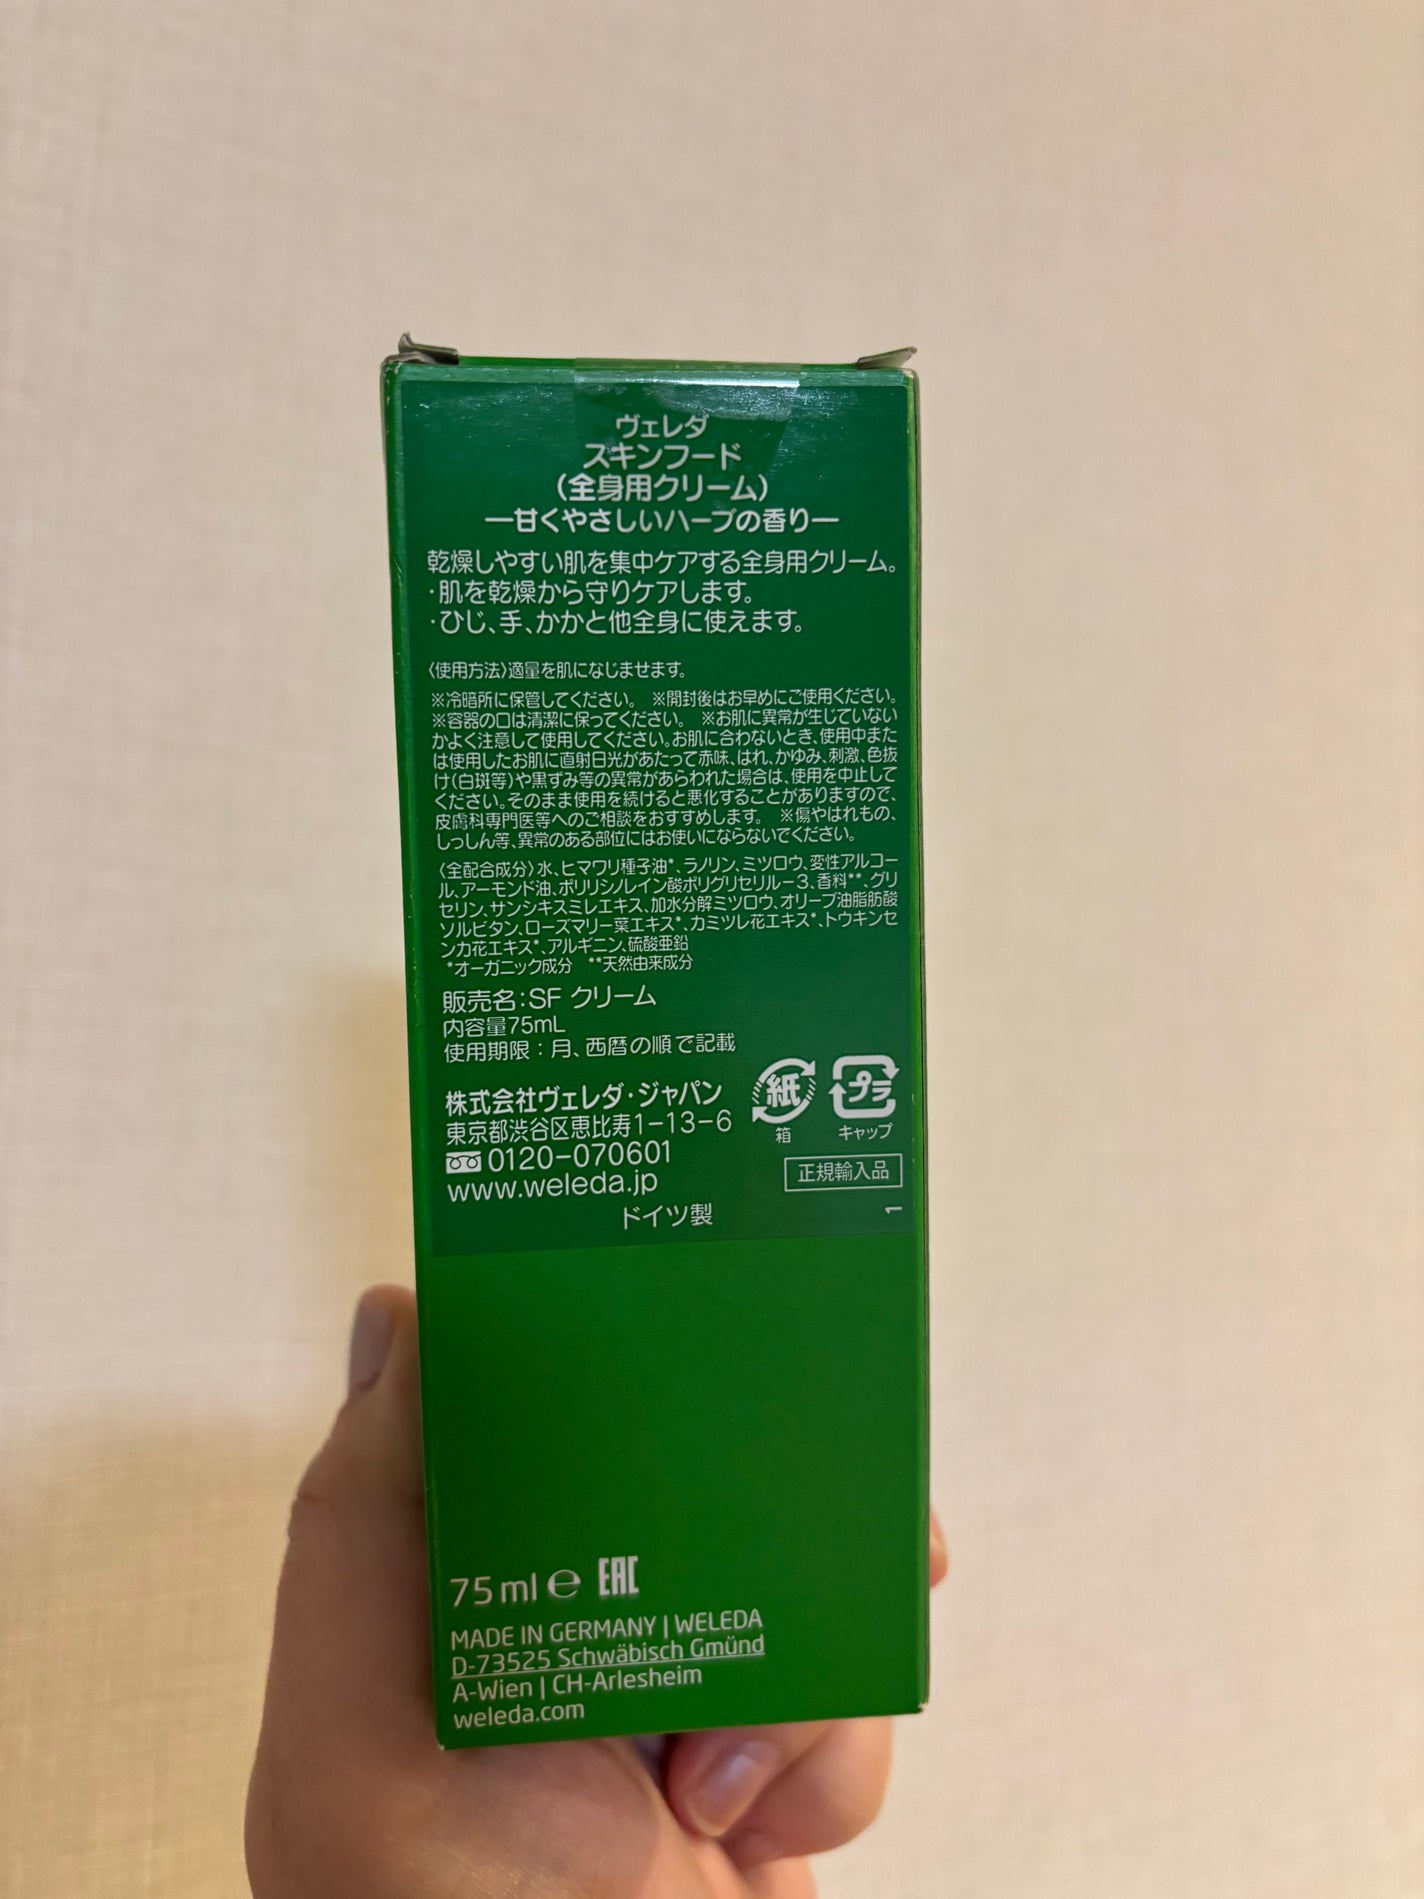 ヴェレダ
スキンフード
(全身用クリーム)
―甘くやさしいハーブの香り―
乾燥しやすい肌を集中ケアする全身用クリーム。
・肌を乾燥から守りケアします。
・ひじ、手、かかと他全身に使えます。
〈使用方法〉適量を肌になじませます。
※冷暗所に保管してください。 ※開封後はお早めにご使用ください。
※容器の口は清潔に保ってください。 ※お肌に異常が生じていない
かよく注意して使用してください。お肌に合わないとき、使用中また
は使用したお肌に直射日光があたって赤味、はれ、かゆみ、刺激、色抜
け(白斑等)や黒ずみ等の異常があらわれた場合は、使用を中止して
ください。そのまま使用を続けると悪化することがありますので、
皮膚科専門医等へのご相談をおすすめします。 ※傷やはれもの、
しっしん等、異常のある部位にはお使いにならないでください。
〈全配合成分〉水、ヒマワリ種子油*、ラノリン、ミツロウ、変性アルコー
ル、アーモンド油、ポリリシノレイン酸ポリグリセリル－3、香料**、グリ
セリン、サンシキスミレエキス、加水分解ミツロウ、オリーブ油脂肪酸
ソルビタン、ローズマリー葉エキス*、カミツレ花エキス*、トウキンセ
ンカ花エキス*、アルギニン、硫酸亜鉛
*オーガニック成分 **天然由来成分
販売名：SF クリーム
内容量75mL
使用期限：月、西暦の順で記載
株式会社ヴェレダ・ジャパン
東京都渋谷区恵比寿1－13－6
0120－070601
www.weleda.jp
紙
箱
プラ
キャップ
正規輸入品
ドイツ製
1
75 ml ℮ EAC
MADE IN GERMANY | WELEDA
D-73525 Schwäbisch Gmünd
A-Wien | CH-Arlesheim
weleda.com